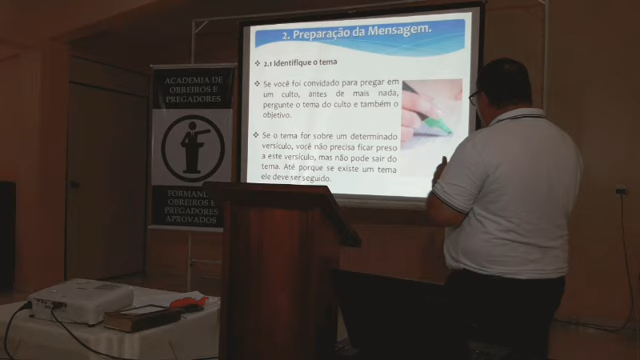 2. Preparação da Mensagem.
2.1 Identifique o tema
Se você foi convidado para pregar em
um culto, antes de mais nada,
pergunte o tema do culto e também o
objetivo.
Se o tema for sobre um determinado
versículo, você não precisa ficar preso
a este versículo, mas não pode sair do
tema. Até porque se existe um tema
ele deve ser seguido.
ACADEMIA DE
OBREIROS E
PREGADORES
OBREIROS E
PREGADORES
APROVADOS